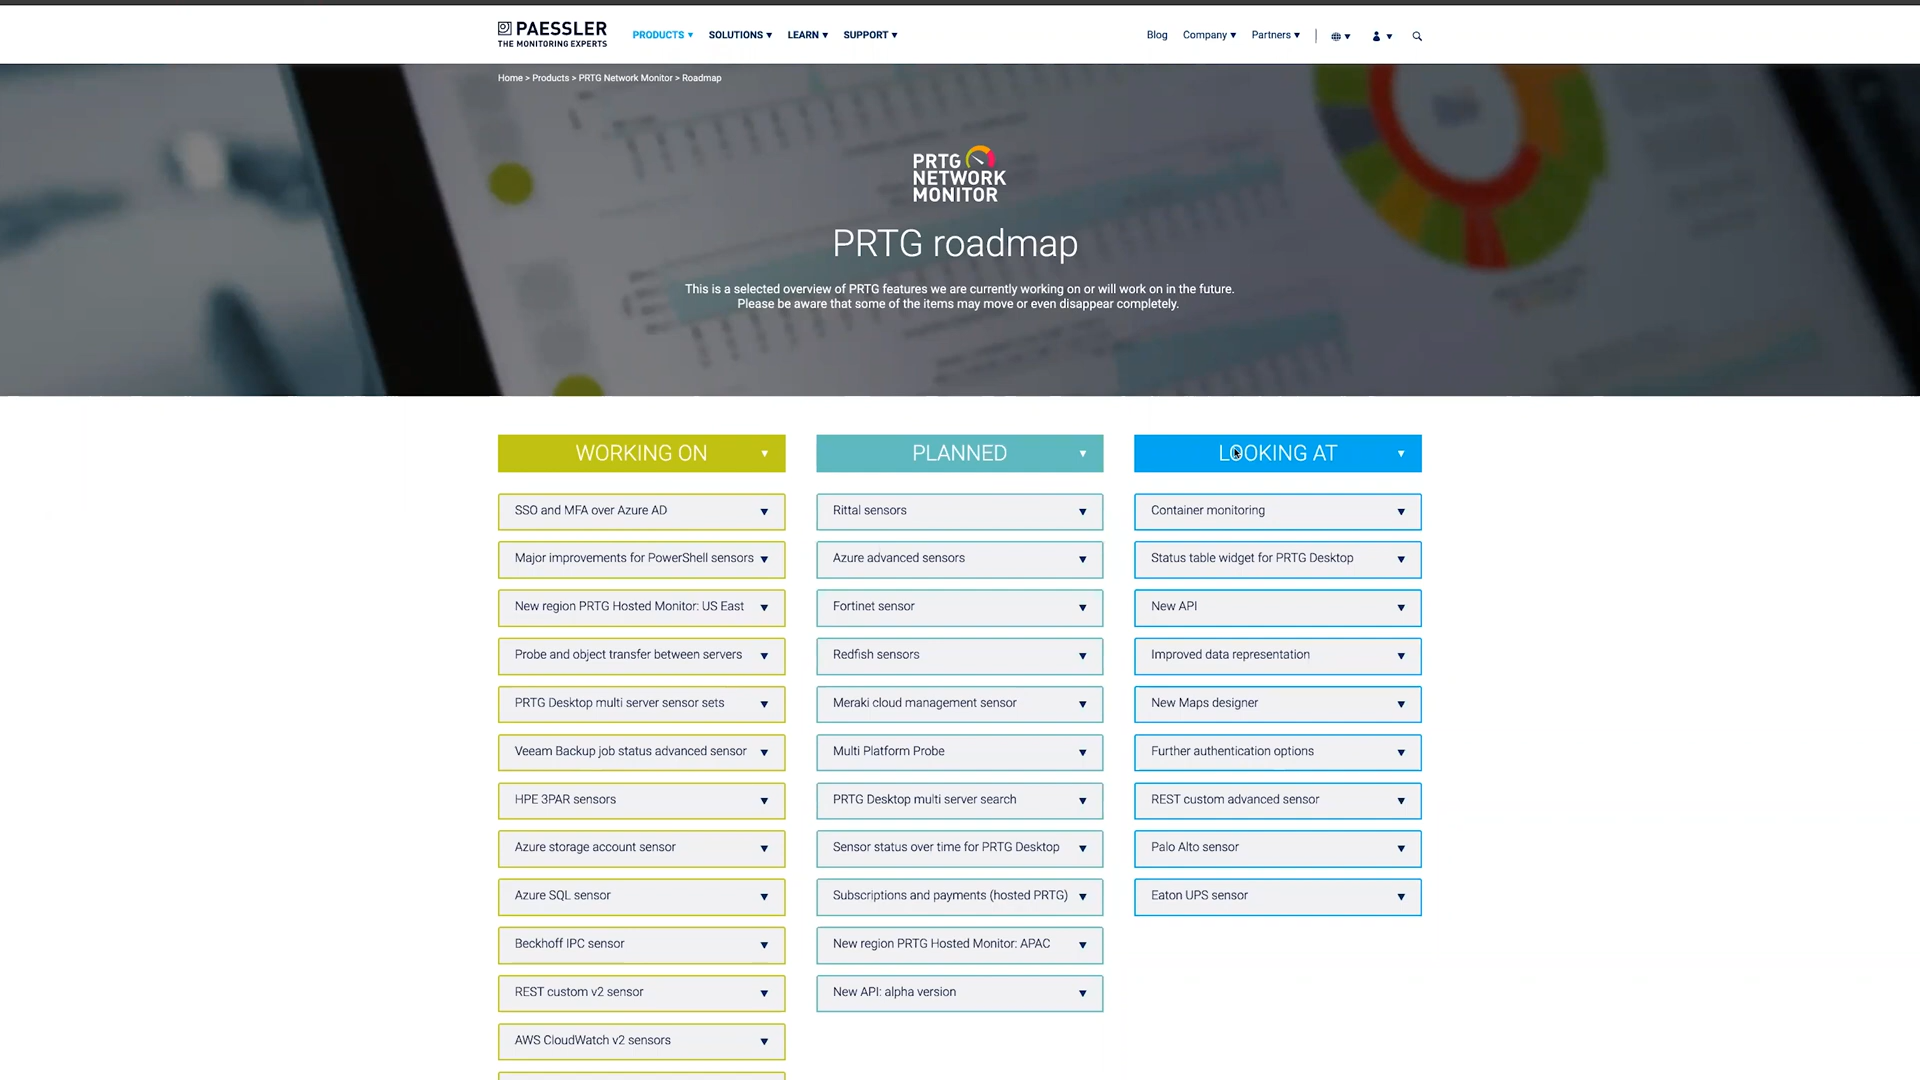 PAESSLER
THE MONITORING EXPERTS
PRODUCTS
SOLUTIONS
LEARN
SUPPORT
Blog
Company
Partners
Home > Products > PRTG Network Monitor > Roadmap
PRTG
NETWORK
MONITOR
PRTG roadmap
This is a selected overview of PRTG features we are currently working on or will work on in the future.
Please be aware that some of the items may move or even disappear completely.
WORKING ON
SSO and MFA over Azure AD
Major improvements for PowerShell sensors
New region PRTG Hosted Monitor: US East
Probe and object transfer between servers
PRTG Desktop multi server sensor sets
Veeam Backup job status advanced sensor
HPE 3PAR sensors
Azure storage account sensor
Azure SQL sensor
Beckhoff IPC sensor
REST custom v2 sensor
AWS CloudWatch v2 sensors
PLANNED
Rittal sensors
Azure advanced sensors
Fortinet sensor
Redfish sensors
Meraki cloud management sensor
Multi Platform Probe
PRTG Desktop multi server search
Sensor status over time for PRTG Desktop
Subscriptions and payments (hosted PRTG)
New region PRTG Hosted Monitor: APAC
New API: alpha version
LOOKING AT
Container monitoring
Status table widget for PRTG Desktop
New API
Improved data representation
New Maps designer
Further authentication options
REST custom advanced sensor
Palo Alto sensor
Eaton UPS sensor